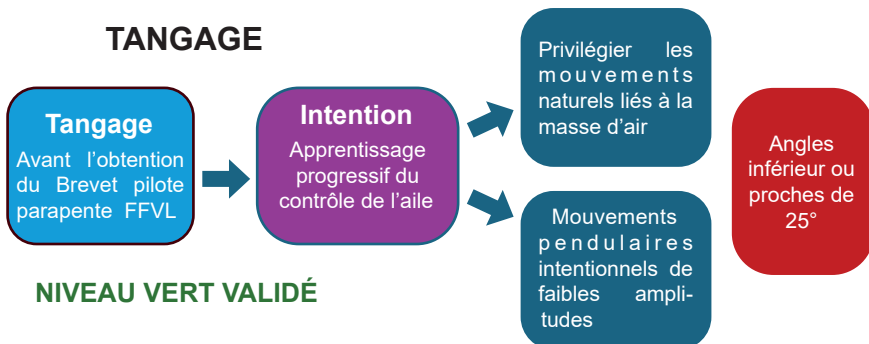 TANGAGE
Tangage
Avant l'obtention
du Brevet pilote
parapente FFVL
NIVEAU VERT VALIDÉ
Intention
Apprentissage
progressif du
contrôle de l'aile
Privilégier les
mouvements
naturels liés à la
masse d'air
Mouvements
pendulaires
intentionnels de
faibles ampli-
tudes
Angles
inférieur ou
proches de
25°